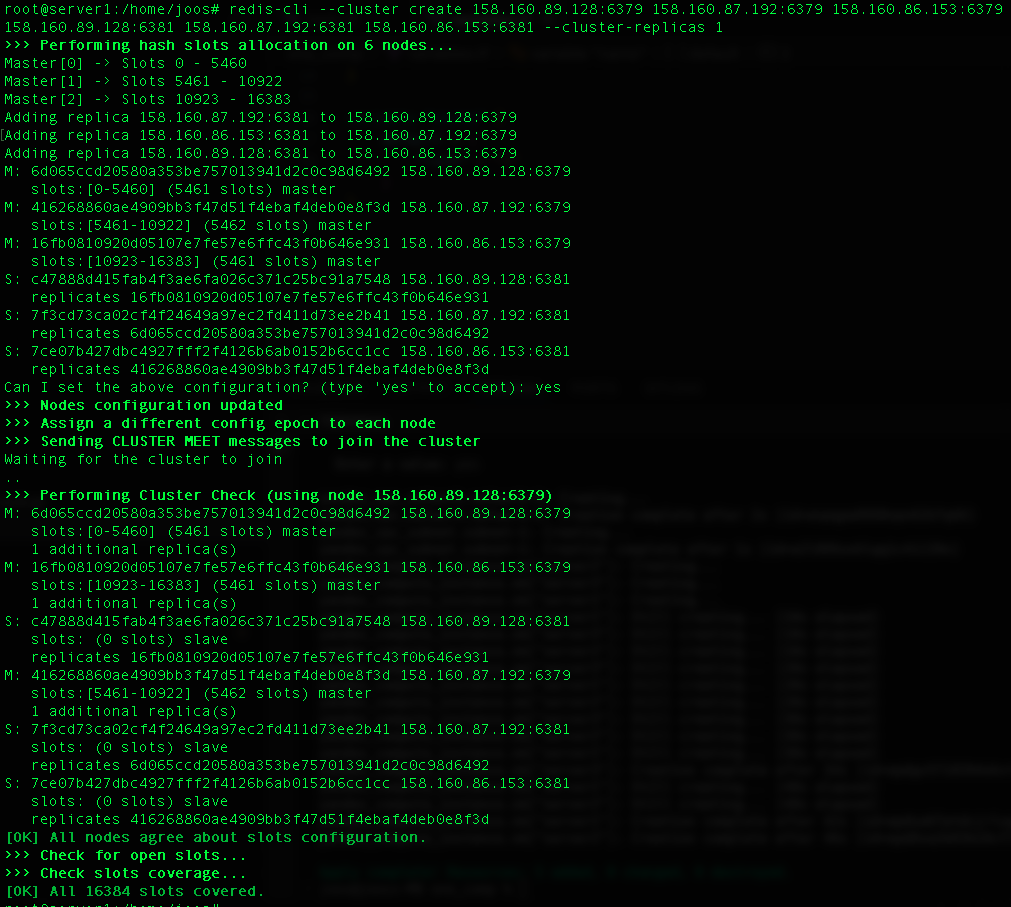 root@server1:/home/joos# redis-cli --cluster create 158.160.89.128:6379 158.160.87.192:6379 158.160.86.153:6379
158.160.89.128:6381 158.160.87.192:6381 158.160.86.153:6381 --cluster-replicas 1
>>> Performing hash slots allocation on 6 nodes...
Master[0] -> Slots 0 - 5460
Master[1] -> Slots 5461 - 10922
Master[2] -> Slots 10923 - 16383
Adding replica 158.160.87.192:6381 to 158.160.89.128:6379
Adding replica 158.160.86.153:6381 to 158.160.87.192:6379
Adding replica 158.160.89.128:6381 to 158.160.86.153:6379
M: 6d065ccd20580a353be757013941d2c0c98d6492 158.160.89.128:6379
   slots:[0-5460] (5461 slots) master
M: 416268860ae4909bb3f47d51f4ebaf4deb0e8f3d 158.160.87.192:6379
   slots:[5461-10922] (5462 slots) master
M: 16fb0810920d05107e7fe57e6ffc43f0b646e931 158.160.86.153:6379
   slots:[10923-16383] (5461 slots) master
S: c47888d415fab4f3ae6fa026c371c25bc91a7548 158.160.89.128:6381
   replicates 16fb0810920d05107e7fe57e6ffc43f0b646e931
S: 7f3cd73ca02cf4f24649a97ec2fd411d73ee2b41 158.160.87.192:6381
   replicates 6d065ccd20580a353be757013941d2c0c98d6492
S: 7ce07b427dbc4927fff2f4126b6ab0152b6cc1cc 158.160.86.153:6381
   replicates 416268860ae4909bb3f47d51f4ebaf4deb0e8f3d
Can I set the above configuration? (type 'yes' to accept): yes
>>> Nodes configuration updated
>>> Assign a different config epoch to each node
>>> Sending CLUSTER MEET messages to join the cluster
Waiting for the cluster to join
..
>>> Performing Cluster Check (using node 158.160.89.128:6379)
M: 6d065ccd20580a353be757013941d2c0c98d6492 158.160.89.128:6379
   slots:[0-5460] (5461 slots) master
   1 additional replica(s)
M: 16fb0810920d05107e7fe57e6ffc43f0b646e931 158.160.86.153:6379
   slots:[10923-16383] (5461 slots) master
   1 additional replica(s)
S: c47888d415fab4f3ae6fa026c371c25bc91a7548 158.160.89.128:6381
   slots: (0 slots) slave
   replicates 16fb0810920d05107e7fe57e6ffc43f0b646e931
M: 416268860ae4909bb3f47d51f4ebaf4deb0e8f3d 158.160.87.192:6379
   slots:[5461-10922] (5462 slots) master
   1 additional replica(s)
S: 7f3cd73ca02cf4f24649a97ec2fd411d73ee2b41 158.160.87.192:6381
   slots: (0 slots) slave
   replicates 6d065ccd20580a353be757013941d2c0c98d6492
S: 7ce07b427dbc4927fff2f4126b6ab0152b6cc1cc 158.160.86.153:6381
   slots: (0 slots) slave
   replicates 416268860ae4909bb3f47d51f4ebaf4deb0e8f3d
[OK] All nodes agree about slots configuration.
>>> Check for open slots...
>>> Check slots coverage...
[OK] All 16384 slots covered.